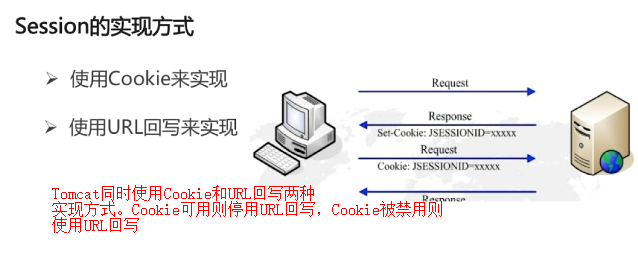 Session的实现方式
➢ 使用Cookie来实现
➢ 使用URL回写来实现
Request
Response
Set-Cookie: JSESSIONID=xxxxx
Request
Cookie: JSESSIONID=xxxxx
Response
Tomcat同时使用Cookie和URL回写两种
实现方式。Cookie可用则停用URL回写，Cookie被禁用则
使用URL回写